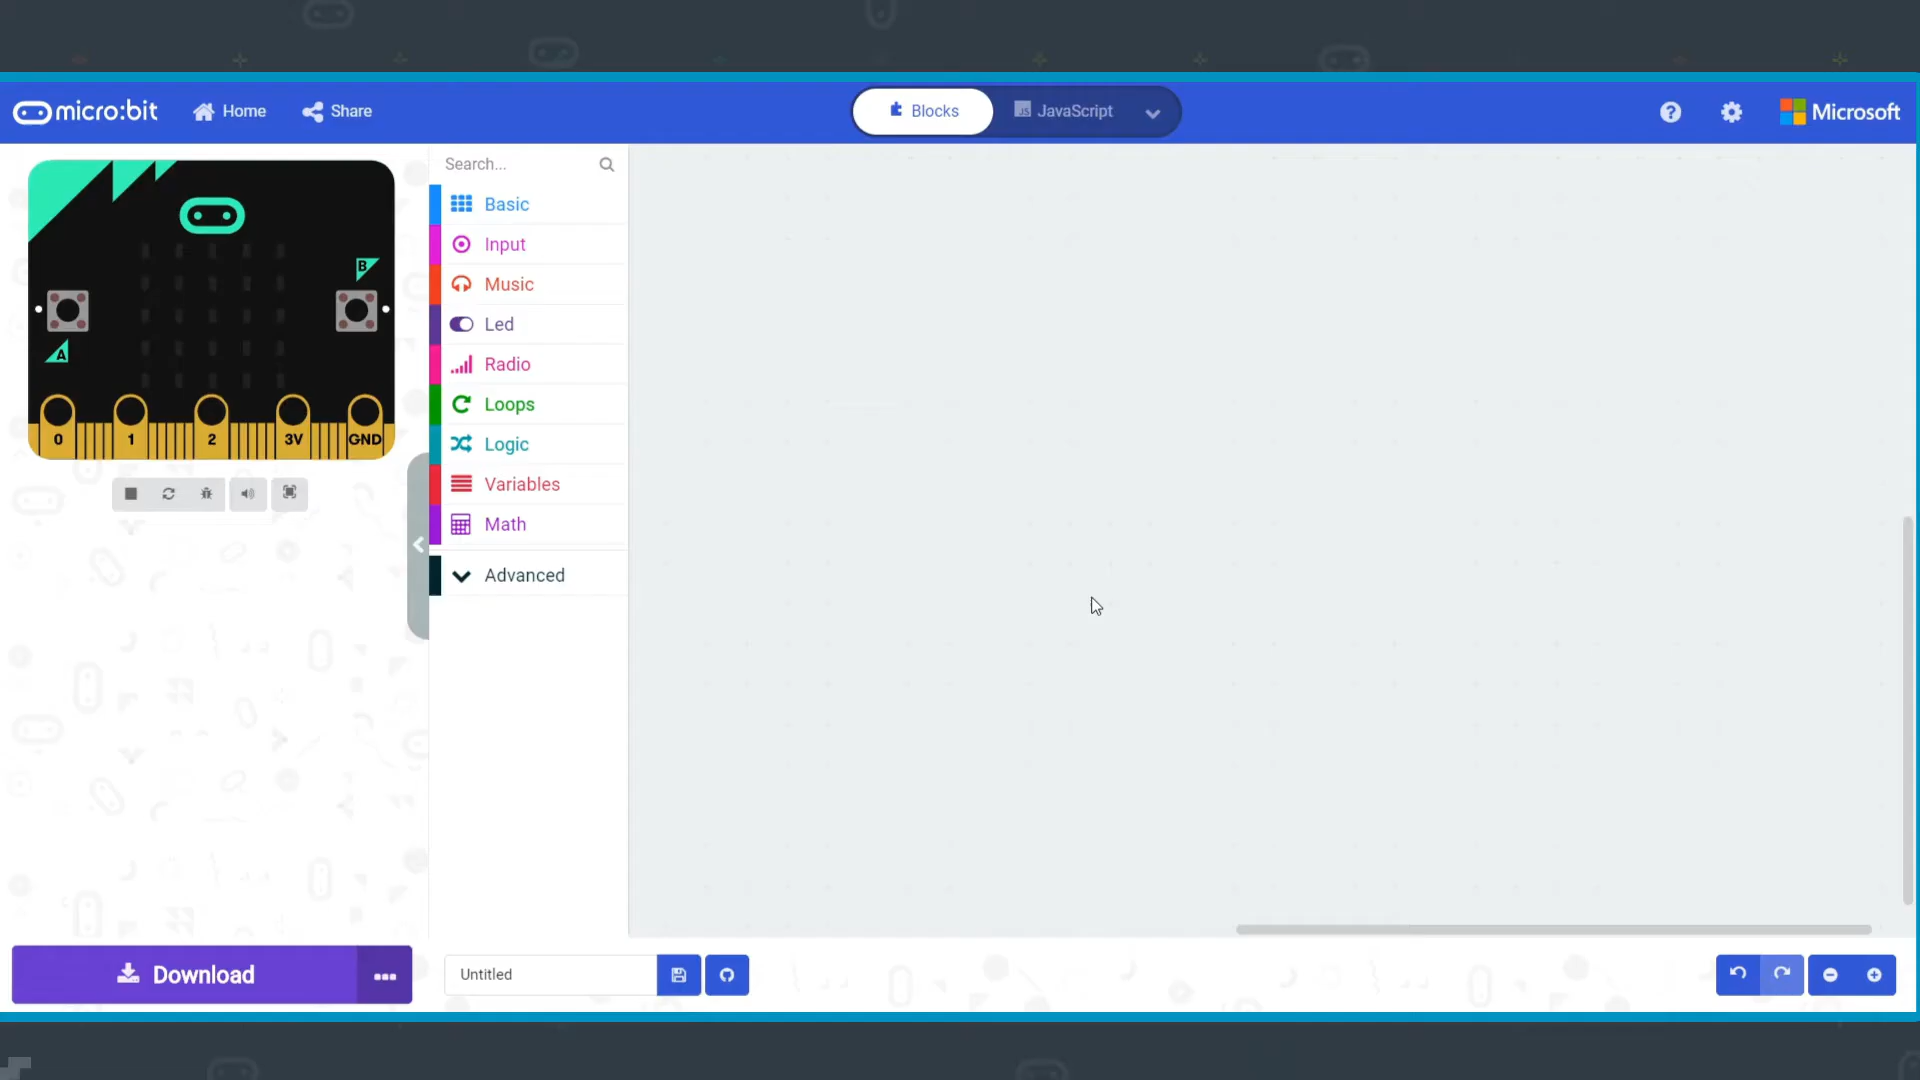 micro:bit Home Share Blocks JavaScript ? Microsoft
Search...
Basic
Input
Music
Led
Radio
Loops
Logic
Variables
Math
Advanced
B
A
0 1 2 3V GND
Download ...
Untitled